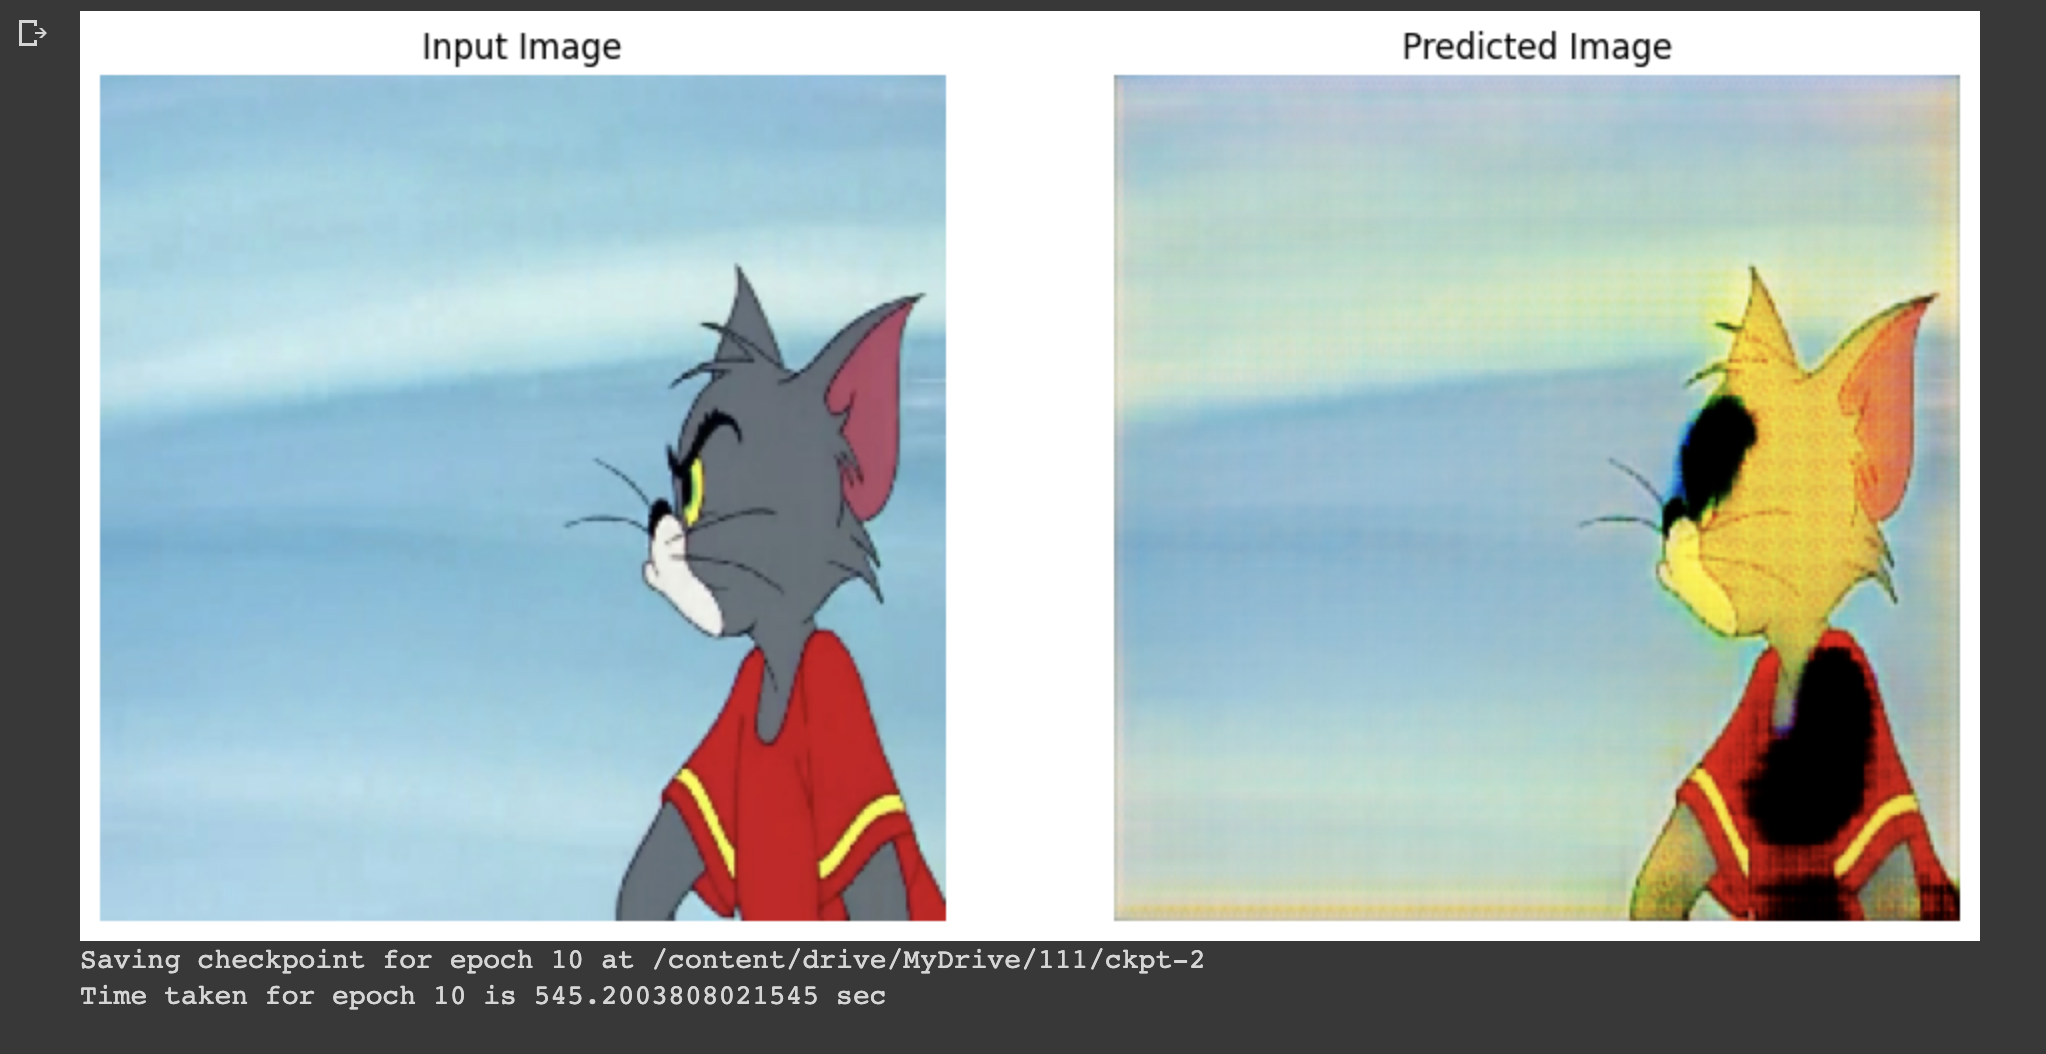 Input Image
Predicted Image
Saving checkpoint for epoch 10 at /content/drive/MyDrive/111/ckpt-2
Time taken for epoch 10 is 545.2003808021545 sec